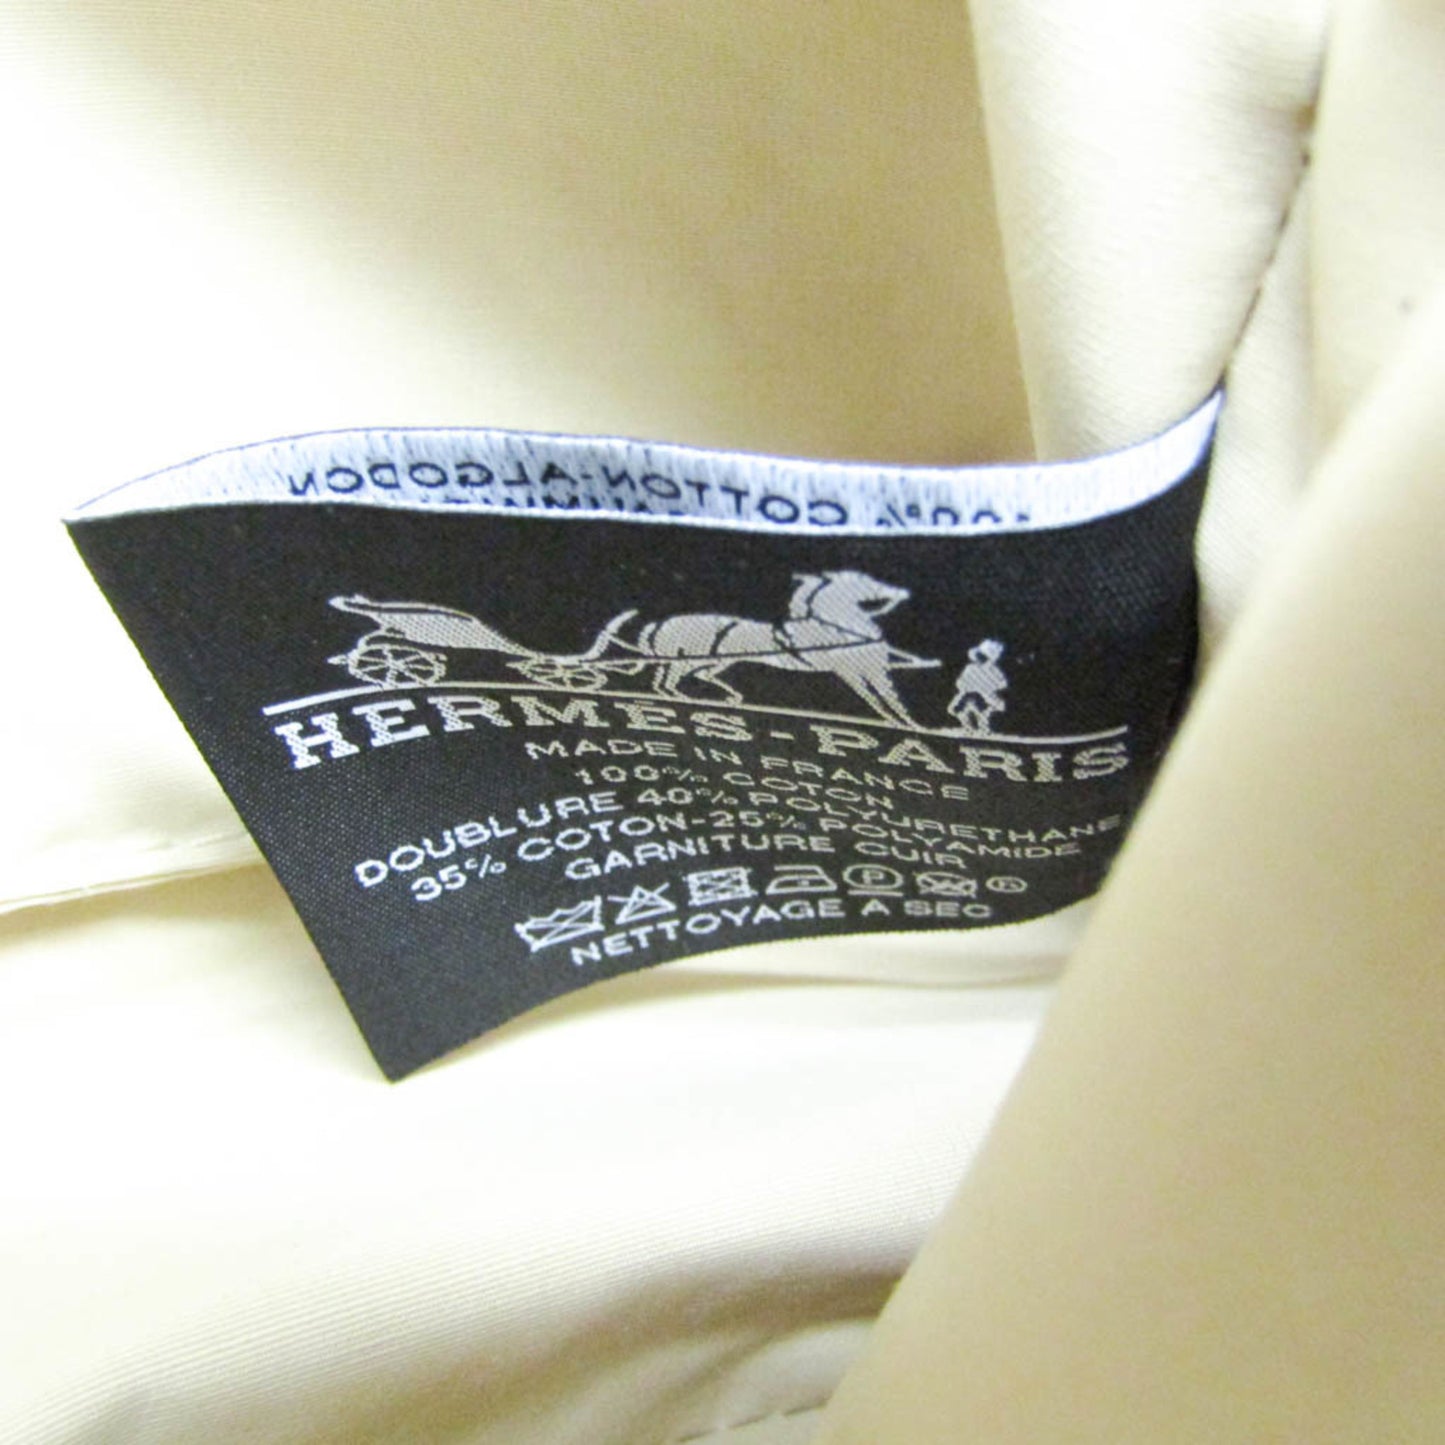 COTTON-ALGODON
HERMES-PARIS
MADE IN FRANCE
100% COTON
DOUBLURE 40% POLYURETHANE
35% COTON-25% POLYAMIDE
GARNITURE CUIR
P
NETTOYAGE A SEC